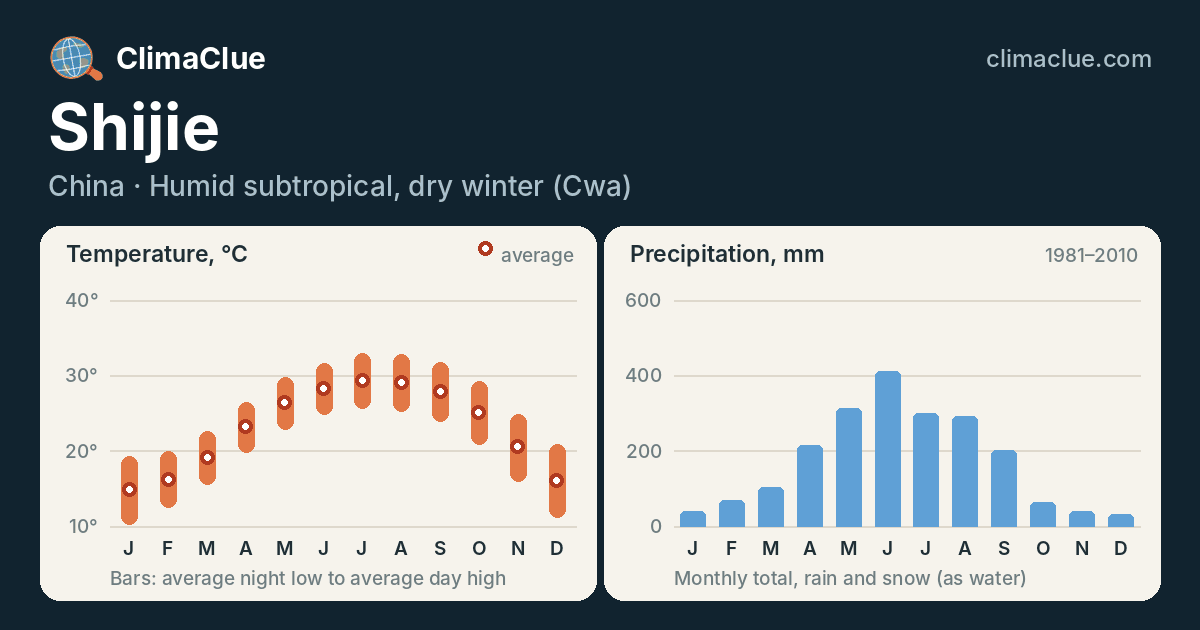 ClimaClue
climaclue.com
Shijie
China · Humid subtropical, dry winter (Cwa)
Temperature, °C
average
40°
30°
20°
10°
J F M A M J J A S O N D
Bars: average night low to average day high
Precipitation, mm
1981–2010
600
400
200
0
J F M A M J J A S O N D
Monthly total, rain and snow (as water)